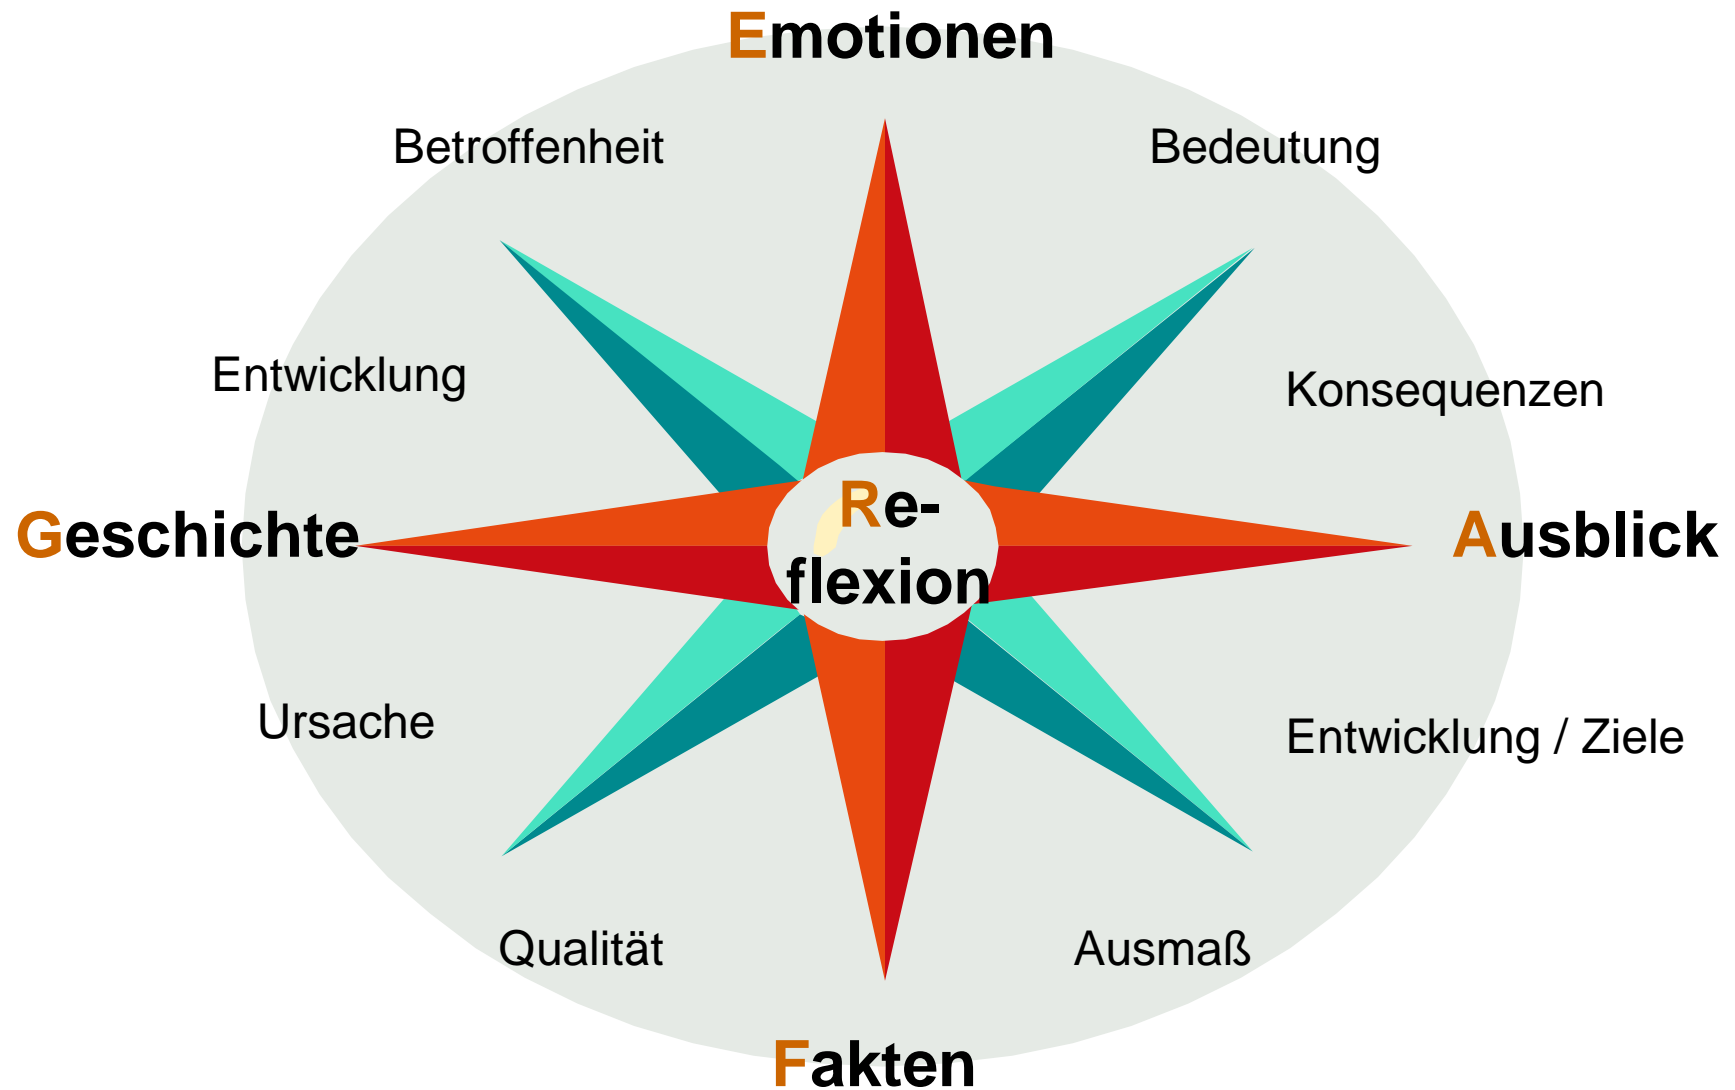 Emotionen
Betroffenheit
Bedeutung
Entwicklung
Konsequenzen
Geschichte
Re-
flexion
Ausblick
Ursache
Entwicklung / Ziele
Qualität
Ausmaß
Fakten